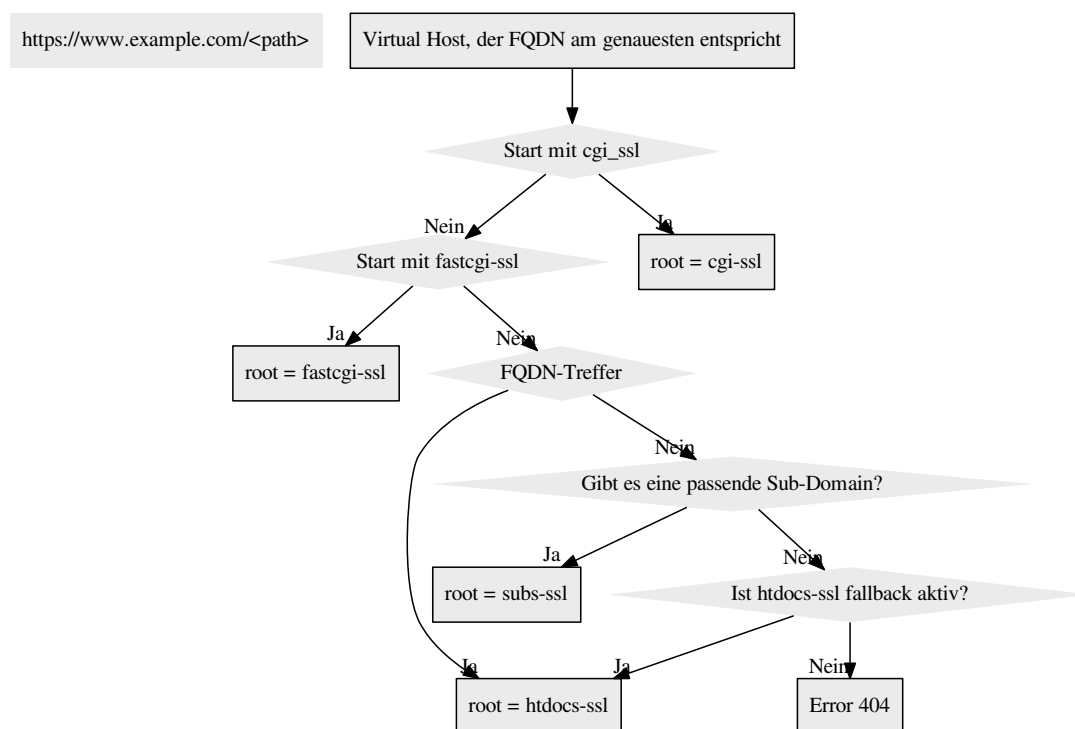 https://www.example.com/<path>
Virtual Host, der FQDN am genauesten entspricht
Start mit cgi_ssl
Nein
Ja
Start mit fastcgi-ssl
root = cgi-ssl
Ja
Nein
root = fastcgi-ssl
FQDN-Treffer
Nein
Gibt es eine passende Sub-Domain?
Ja
Nein
root = subs-ssl
Ist htdocs-ssl fallback aktiv?
Ja
Ja
Nein
root = htdocs-ssl
Error 404